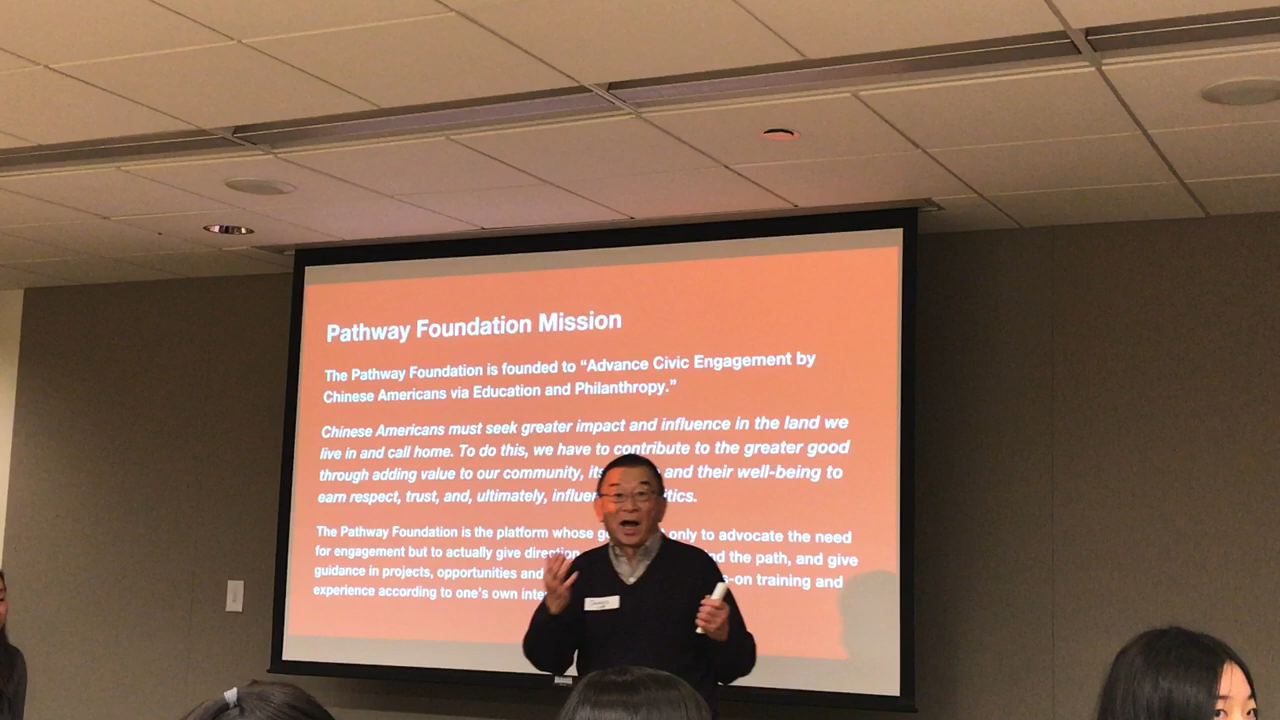 Pathway Foundation Mission
The Pathway Foundation is founded to “Advance Civic Engagement by
Chinese Americans via Education and Philanthropy.”
Chinese Americans must seek greater impact and influence in the land we
live in and call home. To do this, we have to contribute to the greater good
through adding value to our community, and their well-being to
earn respect, trust, and, ultimately,
The Pathway Foundation is the platform whose only to advocate the need
for engagement but to actually give the path, and give
guidance in projects, opportunities and training and
experience according to one’s own